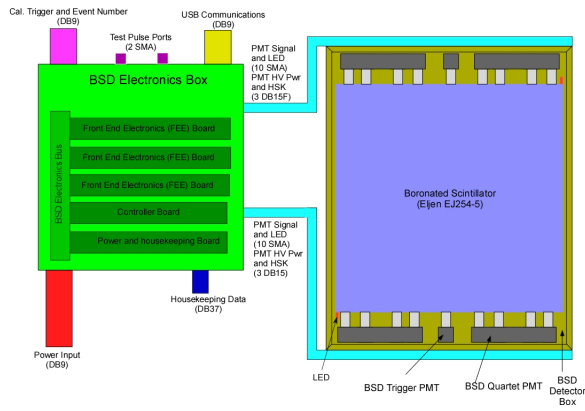 Cal. Trigger and Event Number
(DB9)
USB Communications
(DB9)
Test Pulse Ports
(2 SMA)
PMT Signal
and LED
(10 SMA)
PMT HV Pwr
and HSK
(3 DB15F)
BSD Electronics Box
BSD Electronics Bus
Front End Electronics (FEE) Board
Front End Electronics (FEE) Board
Front End Electronics (FEE) Board
Controller Board
Power and housekeeping Board
Boronated Scintillator
(Eljen EJ254-5)
PMT Signal
and LED
(10 SMA)
PMT HV Pwr
and HSK
(3 DB15)
Housekeeping Data
(DB37)
Power Input
(DB9)
LED
BSD Trigger PMT
BSD Quartet PMT
BSD
Detector
Box